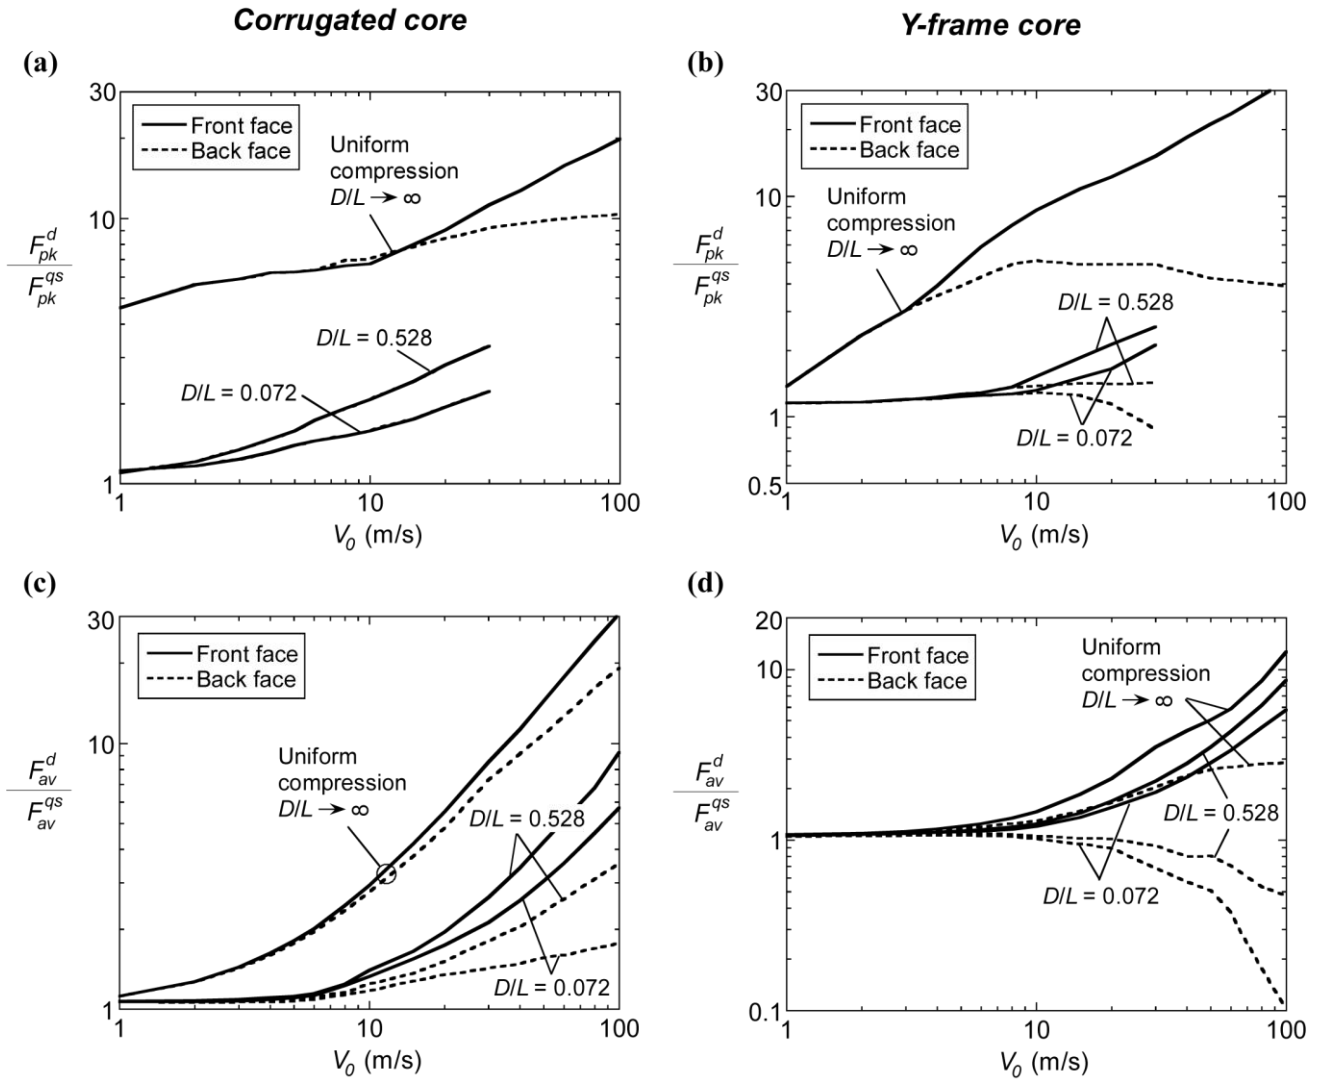 Corrugated core
Y-frame core
(a)
30
10
1
Front face
Back face
Uniform
compression
D/L → ∞
D/L = 0.528
D/L = 0.072
F_pk^d
F_pk^qs
1
10
100
V_0 (m/s)
(b)
30
10
1
0.5
Front face
Back face
Uniform
compression
D/L → ∞
D/L = 0.528
D/L = 0.072
F_pk^d
F_pk^qs
1
10
100
V_0 (m/s)
(c)
30
10
1
Front face
Back face
Uniform
compression
D/L → ∞
D/L = 0.528
D/L = 0.072
F_av^d
F_av^qs
1
10
100
V_0 (m/s)
(d)
20
10
1
0.1
Front face
Back face
Uniform
compression
D/L → ∞
D/L = 0.528
D/L = 0.072
F_av^d
F_av^qs
1
10
100
V_0 (m/s)